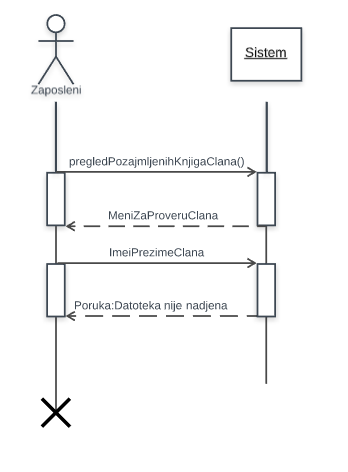 Zaposleni
Sistem
pregledPozajmljenihKnjigaClana()
MeniZaProveruClana
ImeiPrezimeClana
Poruka:Datoteka nije nadjena